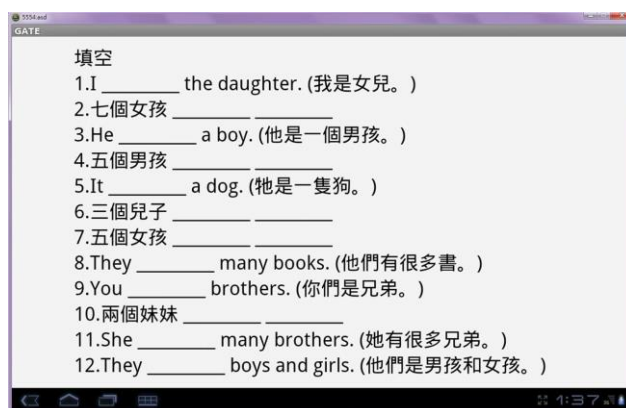 5554:asd
GATE
填空
1.I ________ the daughter. (我是女兒。)
2.七個女孩 ________ ________
3.He ________ a boy. (他是一個男孩。)
4.五個男孩 ________ ________
5.It ________ a dog. (牠是一隻狗。)
6.三個兒子 ________ ________
7.五個女孩 ________ ________
8.They ________ many books. (他們有很多書。)
9.You ________ brothers. (你們是兄弟。)
10.兩個妹妹 ________ ________
11.She ________ many brothers. (她有很多兄弟。)
12.They ________ boys and girls. (他們是男孩和女孩。)
1:37